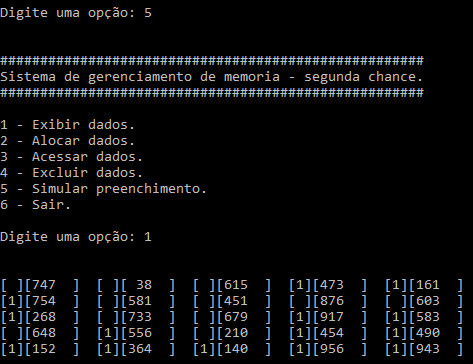 Digite uma opção: 5
#####################################################
Sistema de gerenciamento de memoria - segunda chance.
#####################################################
1 - Exibir dados.
2 - Alocar dados.
3 - Acessar dados.
4 - Excluir dados.
5 - Simular preenchimento.
6 - Sair.
Digite uma opção: 1
[ ][747  ]  [ ][ 38  ]  [ ][615  ]  [1][473  ]  [1][161  ]
[1][754  ]  [ ][581  ]  [ ][451  ]  [ ][876  ]  [ ][603  ]
[1][268  ]  [ ][733  ]  [ ][679  ]  [1][917  ]  [1][583  ]
[ ][648  ]  [1][556  ]  [ ][210  ]  [1][454  ]  [1][490  ]
[1][152  ]  [1][364  ]  [1][140  ]  [1][956  ]  [1][943  ]